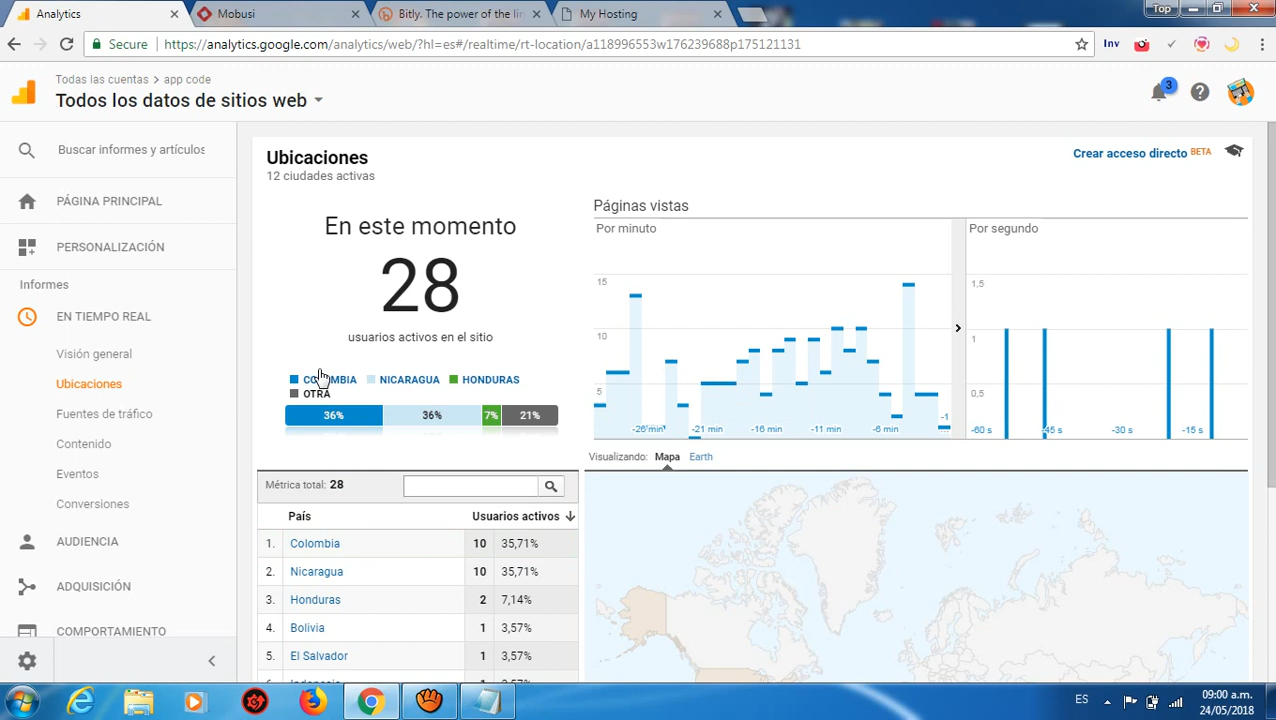 Analytics
Mobusi
Bitly. The power of the lin
My Hosting
Top
Secure
https://analytics.google.com/analytics/web/?hl=es#/realtime/rt-location/a118996553w176239688p175121131
Inv
Todas las cuentas > app code
Todos los datos de sitios web
3
Buscar informes y artículos
PÁGINA PRINCIPAL
PERSONALIZACIÓN
Informes
EN TIEMPO REAL
Visión general
Ubicaciones
Fuentes de tráfico
Contenido
Eventos
Conversiones
AUDIENCIA
ADQUISICIÓN
COMPORTAMIENTO
Ubicaciones
12 ciudades activas
Crear acceso directo BETA
En este momento
28
usuarios activos en el sitio
COLOMBIA NICARAGUA HONDURAS
OTRA
36% 36% 7% 21%
Páginas vistas
Por minuto
15
10
5
-26 min -21 min -16 min -11 min -6 min -1
Por segundo
1,5
1
0,5
-60 s -45 s -30 s -15 s
Visualizando: Mapa Earth
Métrica total: 28
País Usuarios activos
1. Colombia 10 35,71%
2. Nicaragua 10 35,71%
3. Honduras 2 7,14%
4. Bolivia 1 3,57%
5. El Salvador 1 3,57%
ES
09:00 a.m.
24/05/2018